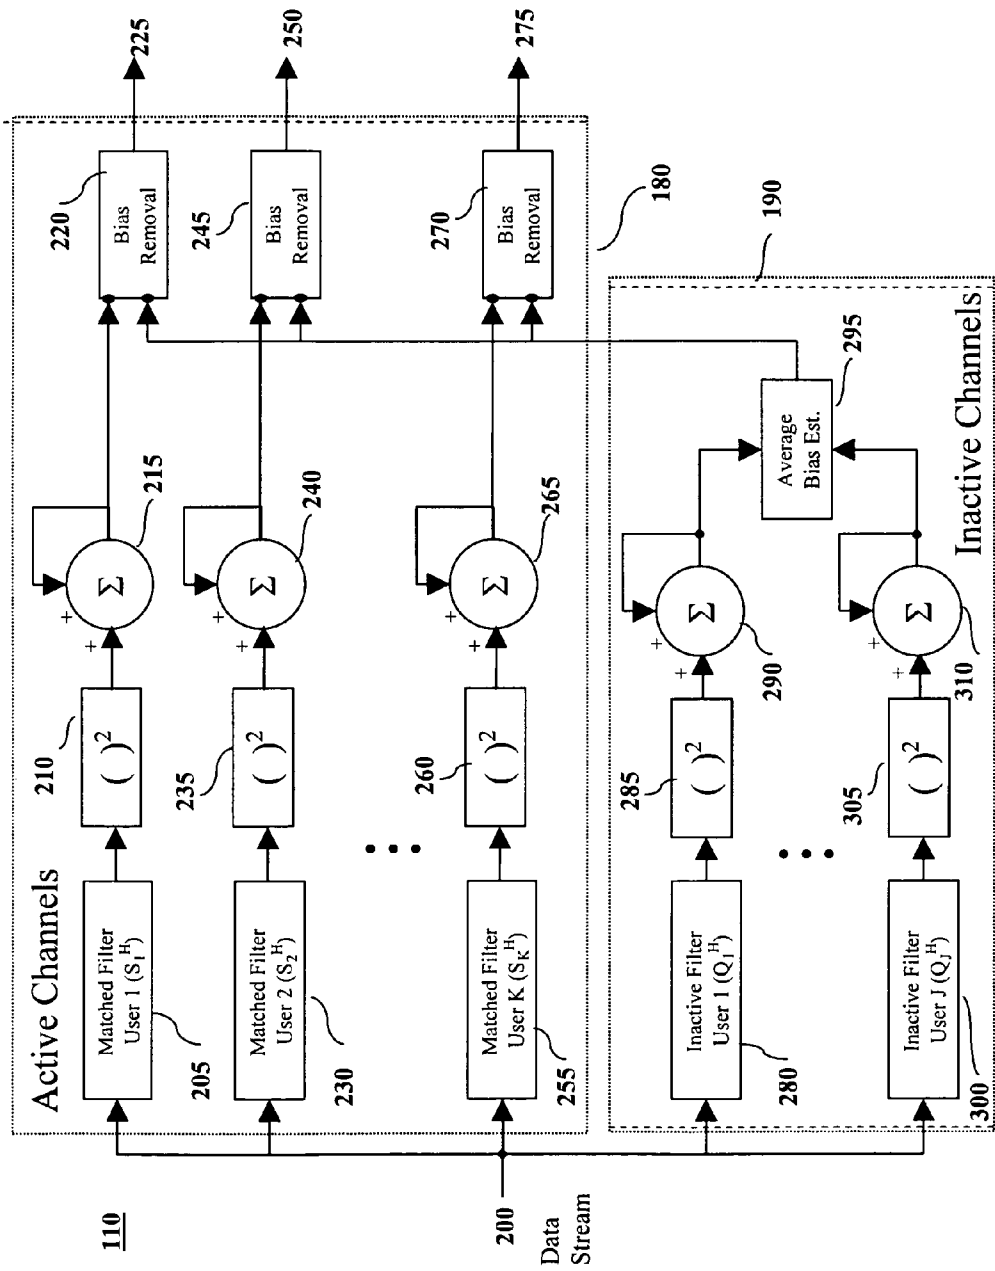 110
200
Data
Stream
Active Channels
Matched Filter
User 1 (S₁ᴴ)
205
( )²
210
+
+
Σ
215
Bias
Removal
220
225
Matched Filter
User 2 (S₂ᴴ)
230
( )²
235
+
+
Σ
240
Bias
Removal
245
250
• • •
Matched Filter
User K (S_Kᴴ)
255
( )²
260
+
+
Σ
265
Bias
Removal
270
275
180
190
Inactive Filter
User 1 (Q₁ᴴ)
280
( )²
285
+
+
Σ
290
Average
Bias Est.
295
• • •
Inactive Filter
User J (Q_Jᴴ)
300
( )²
305
+
+
Σ
310
Inactive Channels